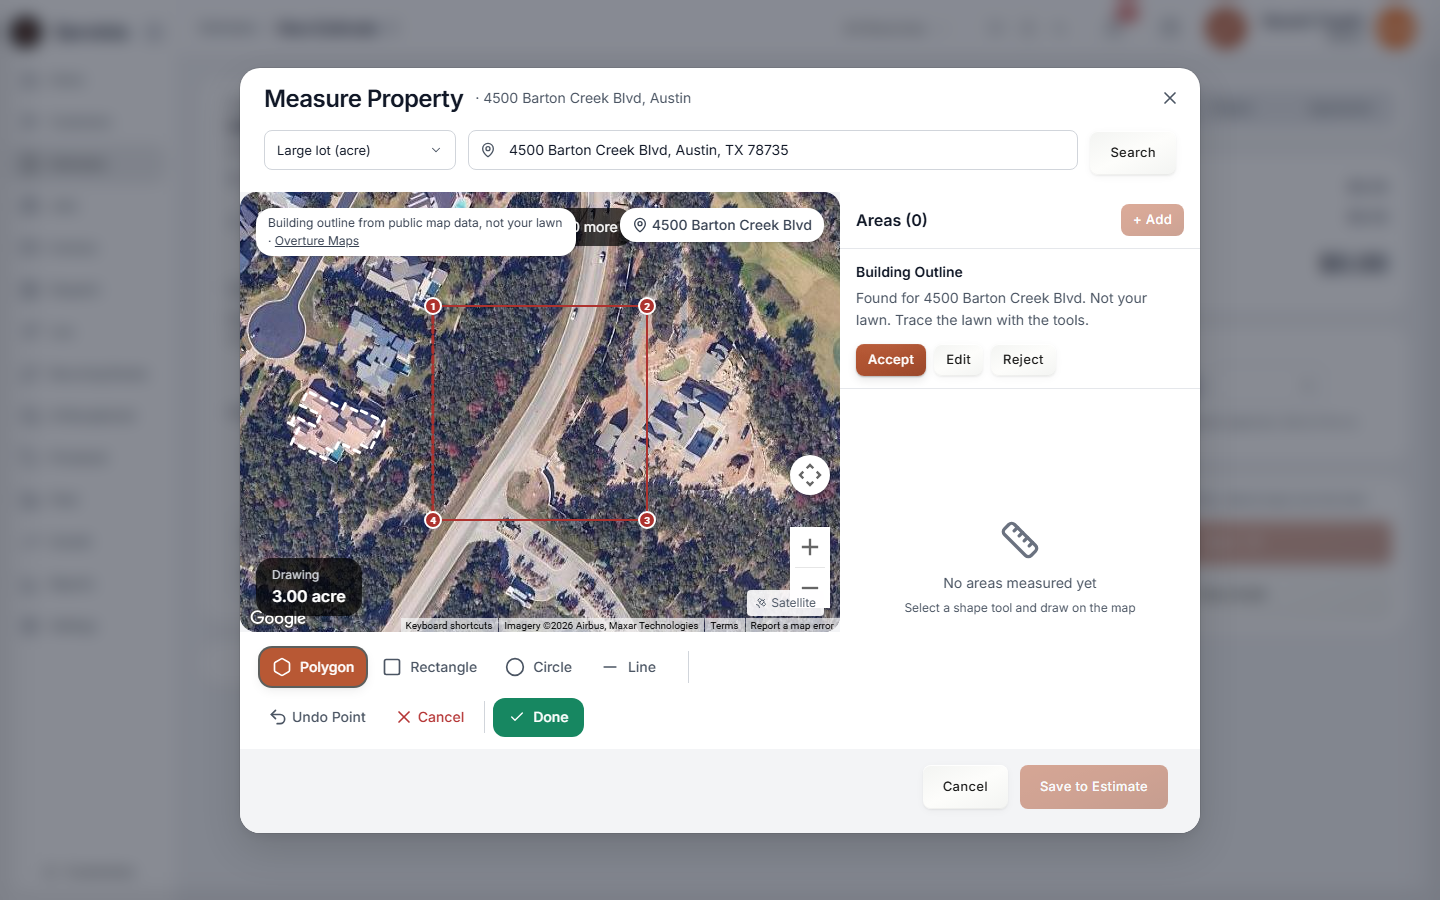 Measure Property · 4500 Barton Creek Blvd, Austin
Large lot (acre)
4500 Barton Creek Blvd, Austin, TX 78735
Search
Building outline from public map data, not your lawn
· Overture Maps
more
4500 Barton Creek Blvd
1
2
3
4
Drawing
3.00 acre
Google
Satellite
Keyboard shortcuts
Imagery ©2026 Airbus, Maxar Technologies
Terms
Report a map error
Areas (0)
+ Add
Building Outline
Found for 4500 Barton Creek Blvd. Not your
lawn. Trace the lawn with the tools.
Accept
Edit
Reject
No areas measured yet
Select a shape tool and draw on the map
Polygon
Rectangle
Circle
Line
Undo Point
Cancel
Done
Cancel
Save to Estimate